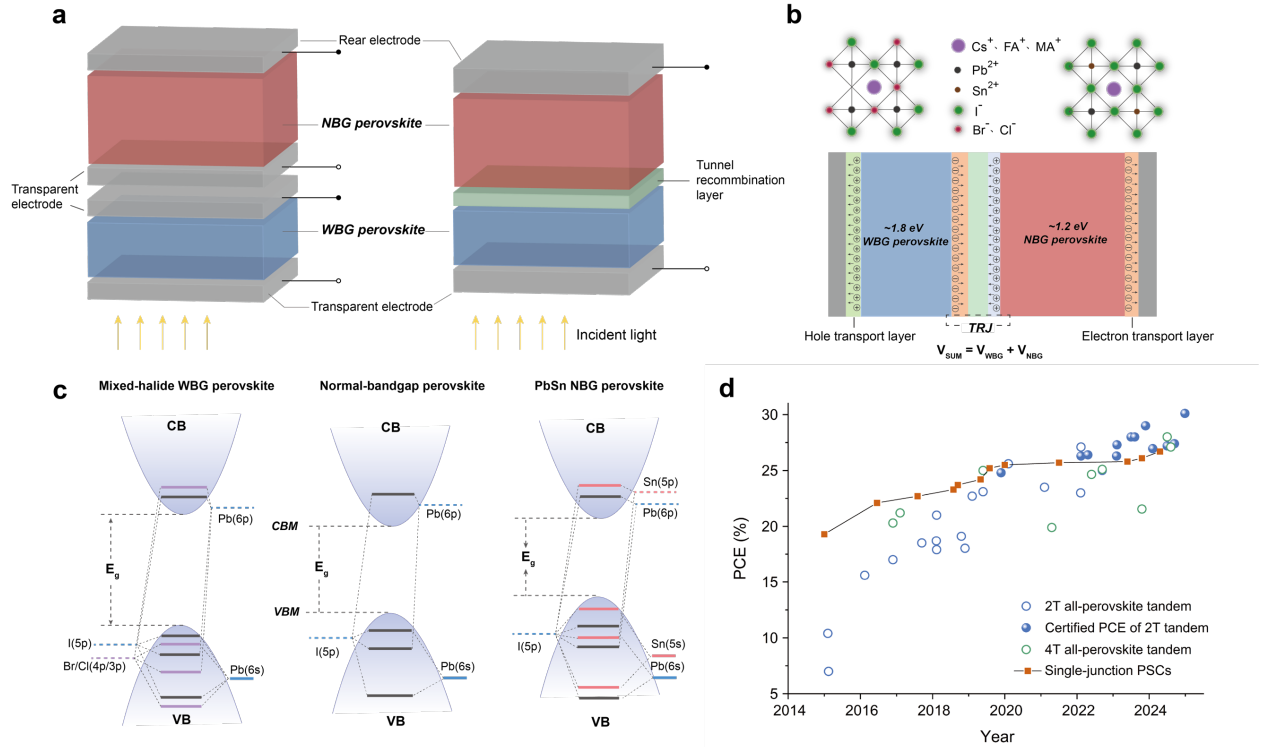 a
Rear electrode
NBG perovskite
Transparent
electrode
Tunnel
recommbination
layer
WBG perovskite
Transparent electrode
Incident light
b
Cs⁺、FA⁺、MA⁺
Pb²⁺
Sn²⁺
I⁻
Br⁻、Cl⁻
~1.8 eV
WBG perovskite
~1.2 eV
NBG perovskite
TRJ
Hole transport layer
Electron transport layer
V_SUM = V_WBG + V_NBG
c
Mixed-halide WBG perovskite
CB
Pb(6p)
E_g
I(5p)
Br/Cl(4p/3p)
Pb(6s)
VB
Normal-bandgap perovskite
CB
Pb(6p)
CBM
E_g
VBM
I(5p)
Pb(6s)
VB
PbSn NBG perovskite
CB
Sn(5p)
Pb(6p)
E_g
I(5p)
Sn(5s)
Pb(6s)
VB
d
PCE (%)
30
25
20
15
10
5
2T all-perovskite tandem
Certified PCE of 2T tandem
4T all-perovskite tandem
Single-junction PSCs
2014 2016 2018 2020 2022 2024
Year